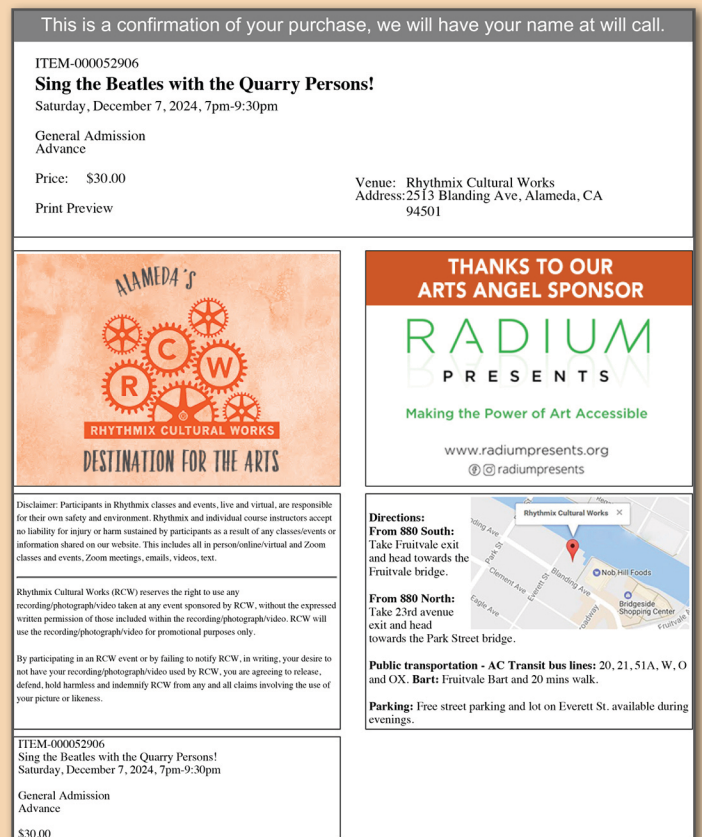 This is a confirmation of your purchase, we will have your name at will call.
ITEM-000052906
Sing the Beatles with the Quarry Persons!
Saturday, December 7, 2024, 7pm-9:30pm
General Admission
Advance
Price: $30.00
Print Preview
Venue: Rhythmix Cultural Works
Address:2513 Blanding Ave, Alameda, CA
94501
ALAMEDA'S
R C W
RHYTHMIX CULTURAL WORKS
DESTINATION FOR THE ARTS
THANKS TO OUR
ARTS ANGEL SPONSOR
RADIUM
PRESENTS
Making the Power of Art Accessible
www.radiumpresents.org
radiumpresents
Disclaimer: Participants in Rhythmix classes and events, live and virtual, are responsible
for their own safety and environment. Rhythmix and individual course instructors accept
no liability for injury or harm sustained by participants as a result of any classes/events or
information shared on our website. This includes all in person/online/virtual and Zoom
classes and events, Zoom meetings, emails, videos, text.
Rhythmix Cultural Works (RCW) reserves the right to use any
recording/photograph/video taken at any event sponsored by RCW, without the expressed
written permission of those included within the recording/photograph/video. RCW will
use the recording/photograph/video for promotional purposes only.
By participating in an RCW event or by failing to notify RCW, in writing, your desire to
not have your recording/photograph/video used by RCW, you are agreeing to release,
defend, hold harmless and indemnify RCW from any and all claims involving the use of
your picture or likeness.
Directions:
From 880 South:
Take Fruitvale exit
and head towards the
Fruitvale bridge.
From 880 North:
Take 23rd avenue
exit and head
towards the Park Street bridge.
Rhythmix Cultural Works
Park St
Clement Ave
Everett St
Blanding Ave
Eagle Ave
Nob Hill Foods
Bridgeside
Shopping Center
Fruitvale
Public transportation - AC Transit bus lines: 20, 21, 51A, W, O
and OX. Bart: Fruitvale Bart and 20 mins walk.
Parking: Free street parking and lot on Everett St. available during
evenings.
ITEM-000052906
Sing the Beatles with the Quarry Persons!
Saturday, December 7, 2024, 7pm-9:30pm
General Admission
Advance
$30.00